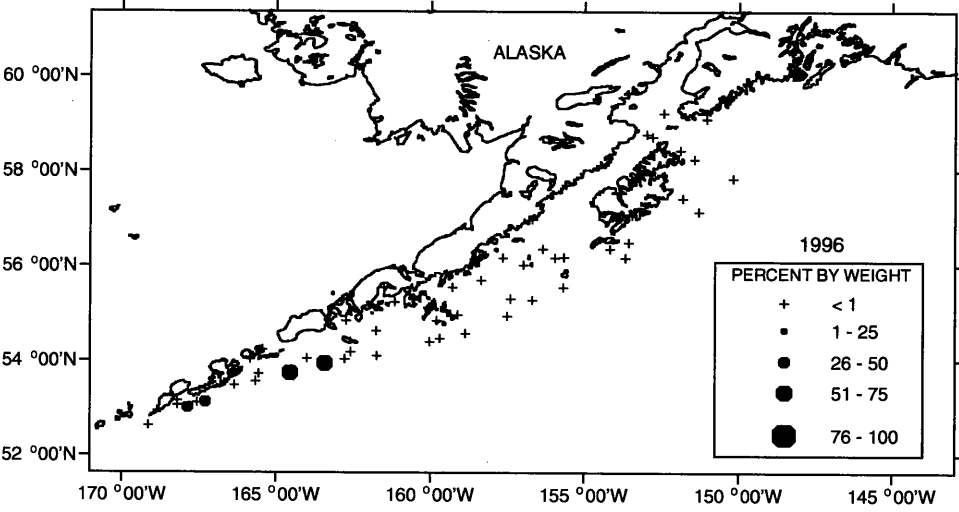 ALASKA
60 °00'N
58 °00'N
56 °00'N
54 °00'N
52 °00'N
1996
PERCENT BY WEIGHT
+ < 1
1 - 25
26 - 50
51 - 75
76 - 100
170 °00'W
165 °00'W
160 °00'W
155 °00'W
150 °00'W
145 °00'W